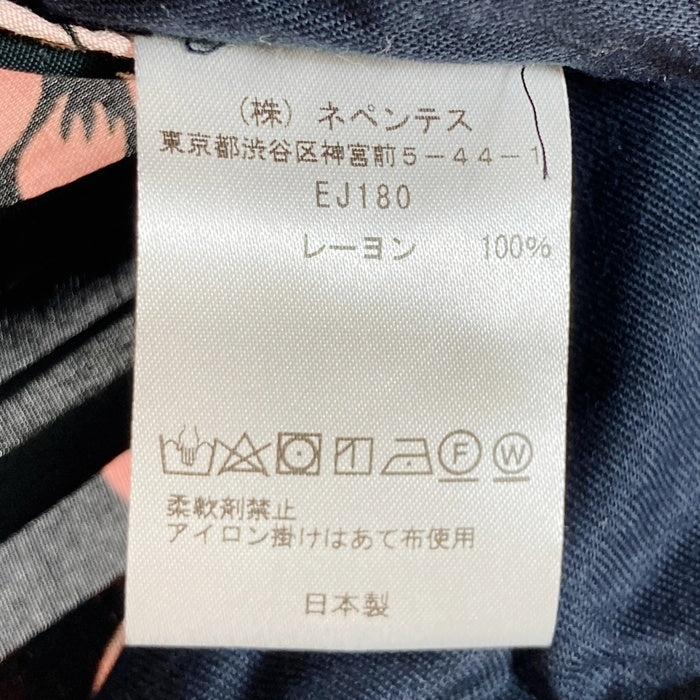 (株) ネペンテス
東京都渋谷区神宮前5-44-1
EJ180
レーヨン 100%
F W
柔軟剤禁止
アイロン掛けはあて布使用
日本製